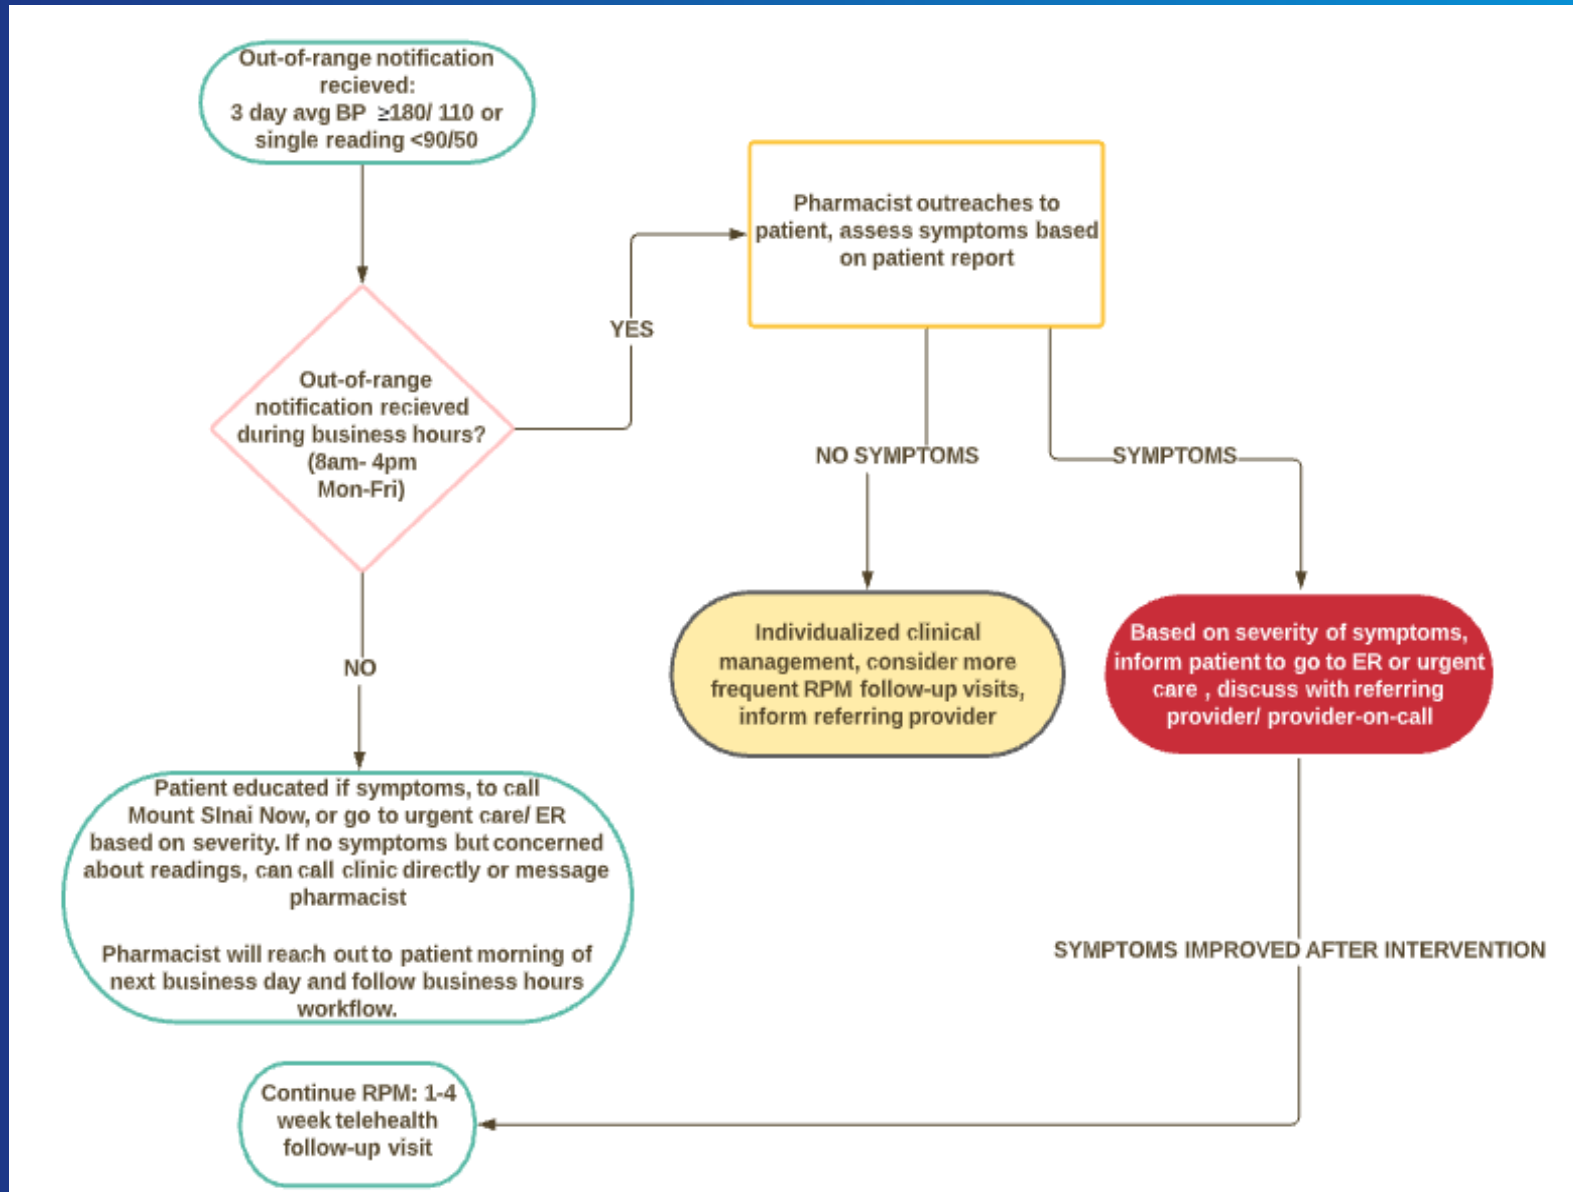 Out-of-range notification
recieved:
3 day avg BP ≥180/ 110 or
single reading <90/50
Out-of-range
notification recieved
during business hours?
(8am- 4pm
Mon-Fri)
YES
Pharmacist outreaches to
patient, assess symptoms based
on patient report
NO SYMPTOMS
SYMPTOMS
Individualized clinical
management, consider more
frequent RPM follow-up visits,
inform referring provider
Based on severity of symptoms,
inform patient to go to ER or urgent
care , discuss with referring
provider/ provider-on-call
NO
Patient educated if symptoms, to call
Mount SInai Now, or go to urgent care/ ER
based on severity. If no symptoms but concerned
about readings, can call clinic directly or message
pharmacist
Pharmacist will reach out to patient morning of
next business day and follow business hours
workflow.
SYMPTOMS IMPROVED AFTER INTERVENTION
Continue RPM: 1-4
week telehealth
follow-up visit